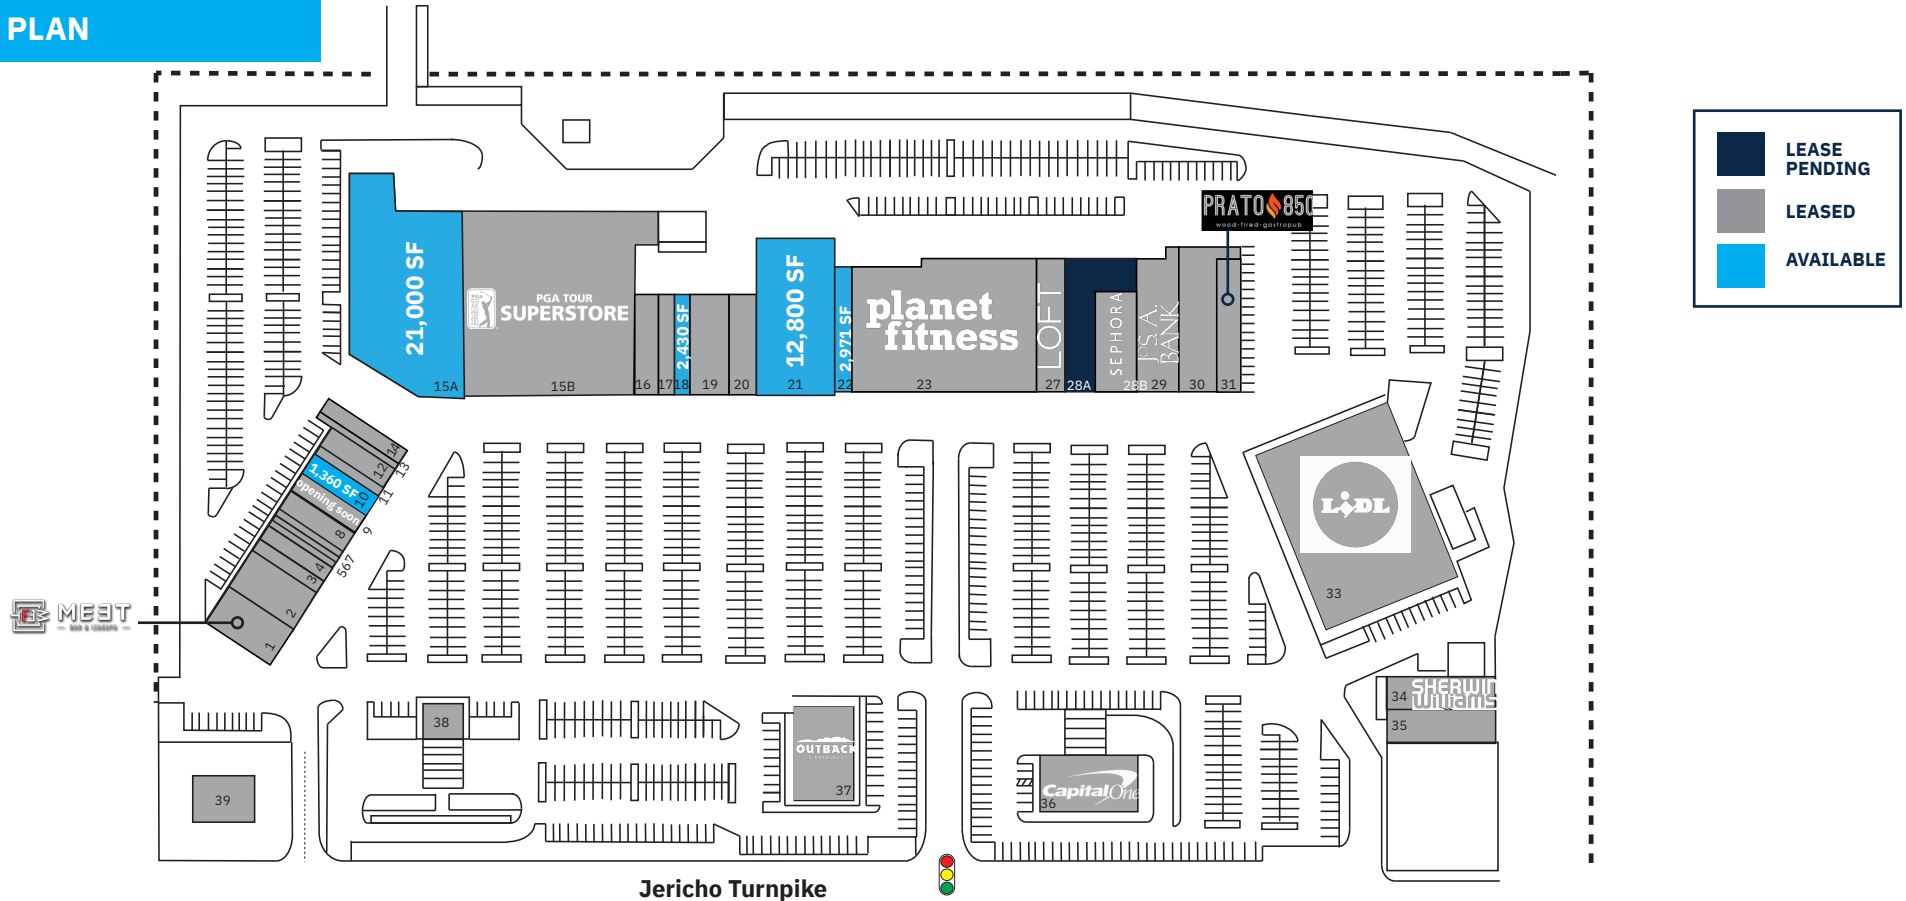 PLAN
LEASE
PENDING
LEASED
AVAILABLE
PRATO 850
wood-fired-gastropub
21,000 SF
15A
PGA TOUR
SUPERSTORE
15B
16
17
2,430 SF
18
19
20
12,800 SF
21
2,971 SF
22
planet
fitness
23
LOFT
27
28A
SEPHORA
28B
JOS. A.
BANK
29
30
31
14
13
12
11
1,360 SF
10
opening soon
9
8
567
4
3
2
1
MEET
LIDL
33
34
SHERWIN
WILLIAMS
35
38
39
OUTBACK
37
Capital One
36
Jericho Turnpike